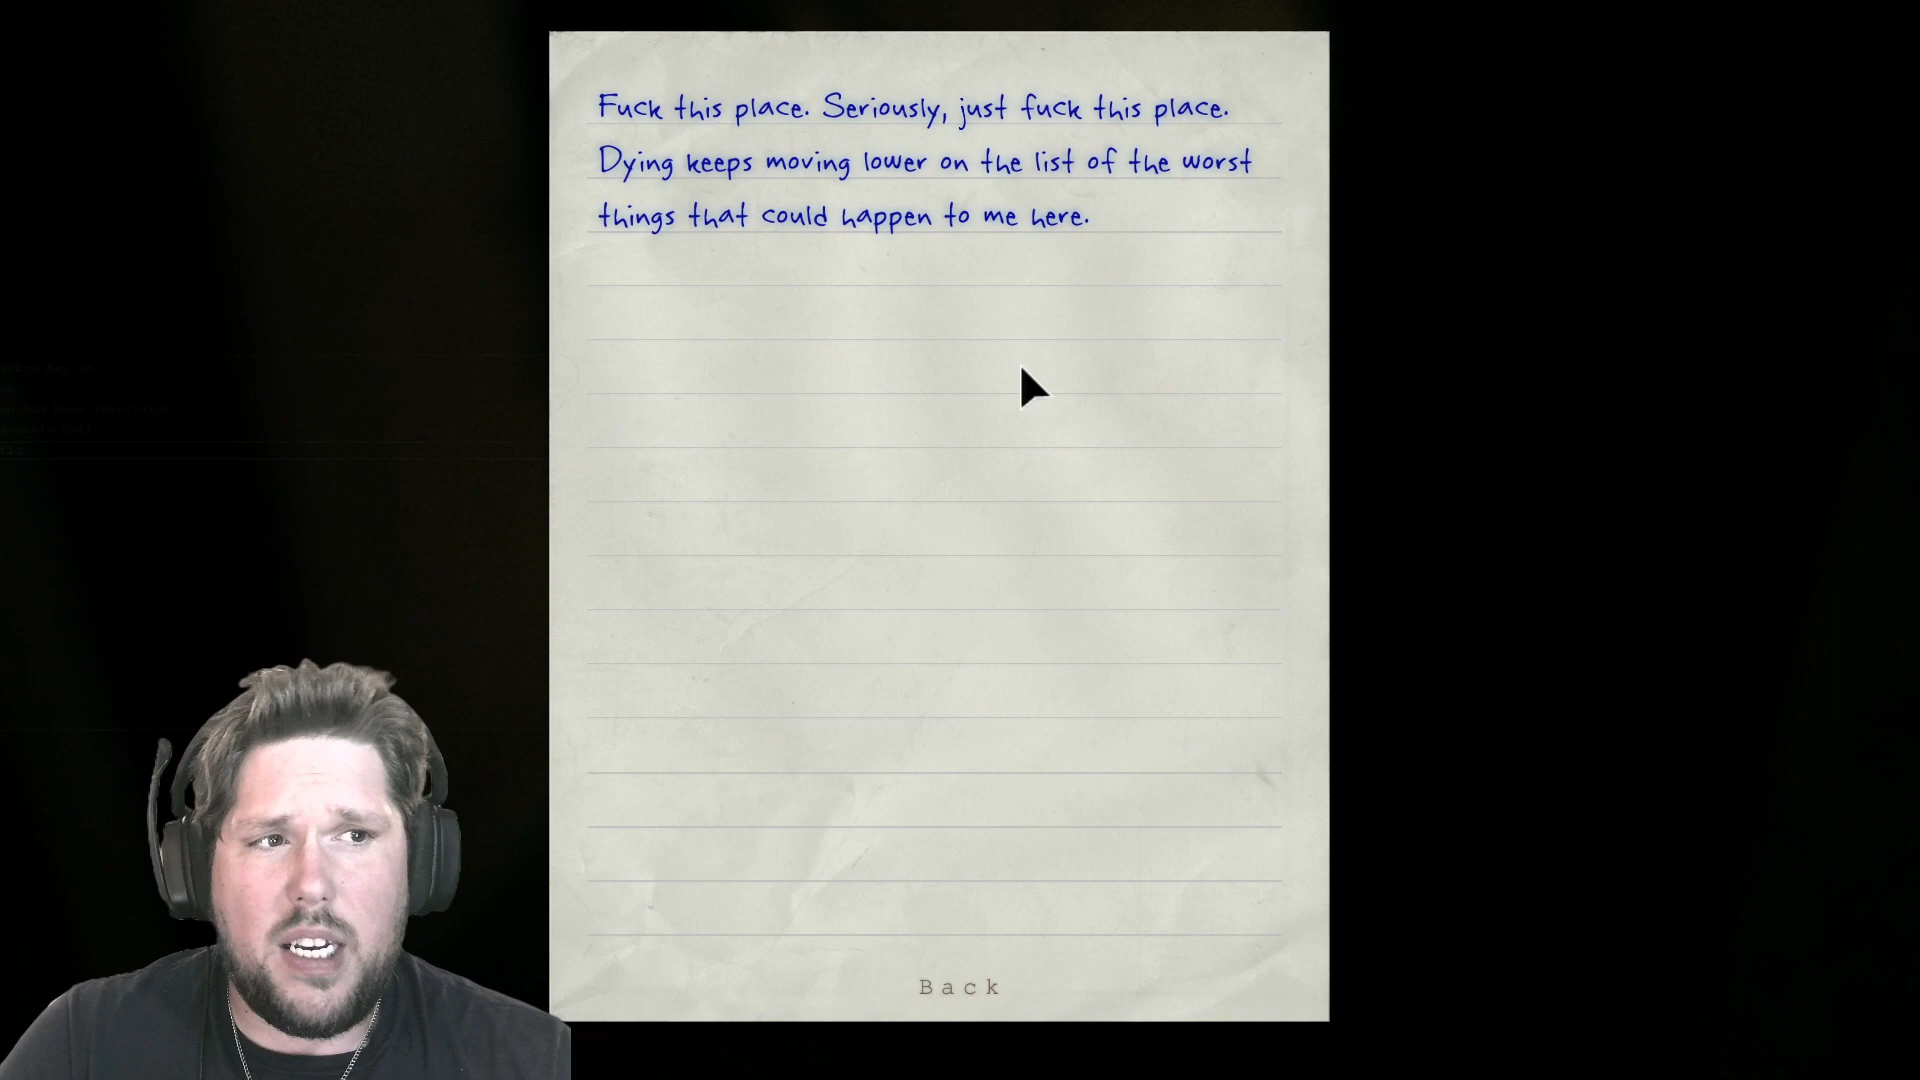 Fuck this place. Seriously, just fuck this place.
Dying keeps moving lower on the list of the worst
things that could happen to me here.
Back